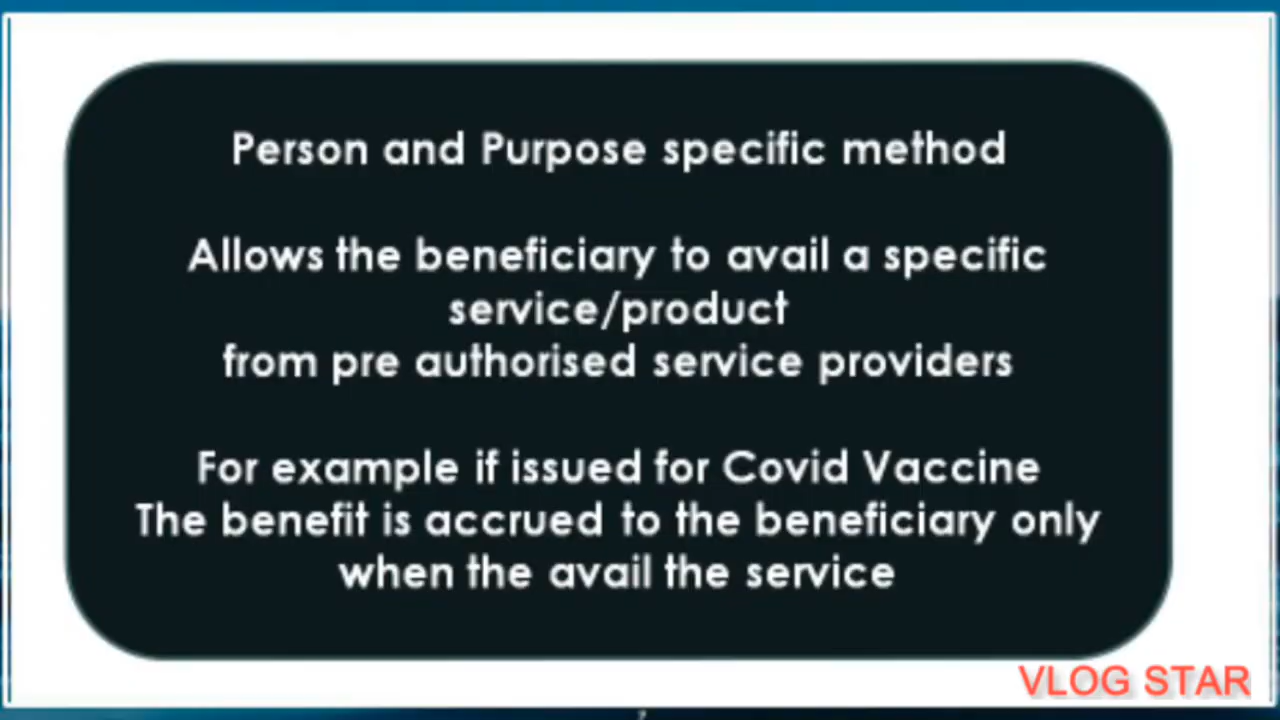 Person and Purpose specific method
Allows the beneficiary to avail a specific
service/product
from pre authorised service providers
For example if issued for Covid Vaccine
The benefit is accrued to the beneficiary only
when the avail the service
VLOG STAR